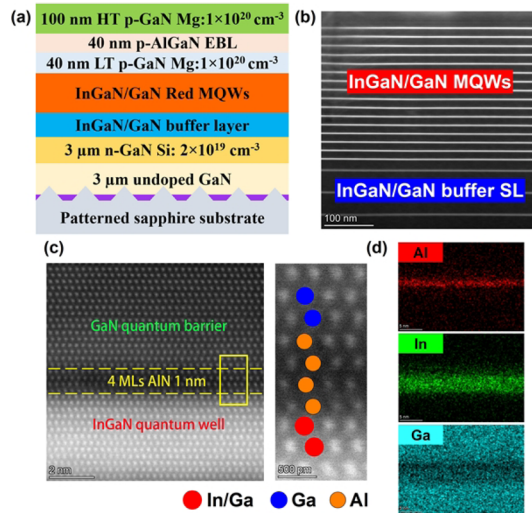 (a)
100 nm HT p-GaN Mg:1×10²⁰ cm⁻³
40 nm p-AlGaN EBL
40 nm LT p-GaN Mg:1×10²⁰ cm⁻³
InGaN/GaN Red MQWs
InGaN/GaN buffer layer
3 μm n-GaN Si: 2×10¹⁹ cm⁻³
3 μm undoped GaN
Patterned sapphire substrate
(b)
InGaN/GaN MQWs
InGaN/GaN buffer SL
100 nm
(c)
GaN quantum barrier
4 MLs AlN 1 nm
InGaN quantum well
2 nm
500 pm
In/Ga
Ga
Al
(d)
Al
In
Ga